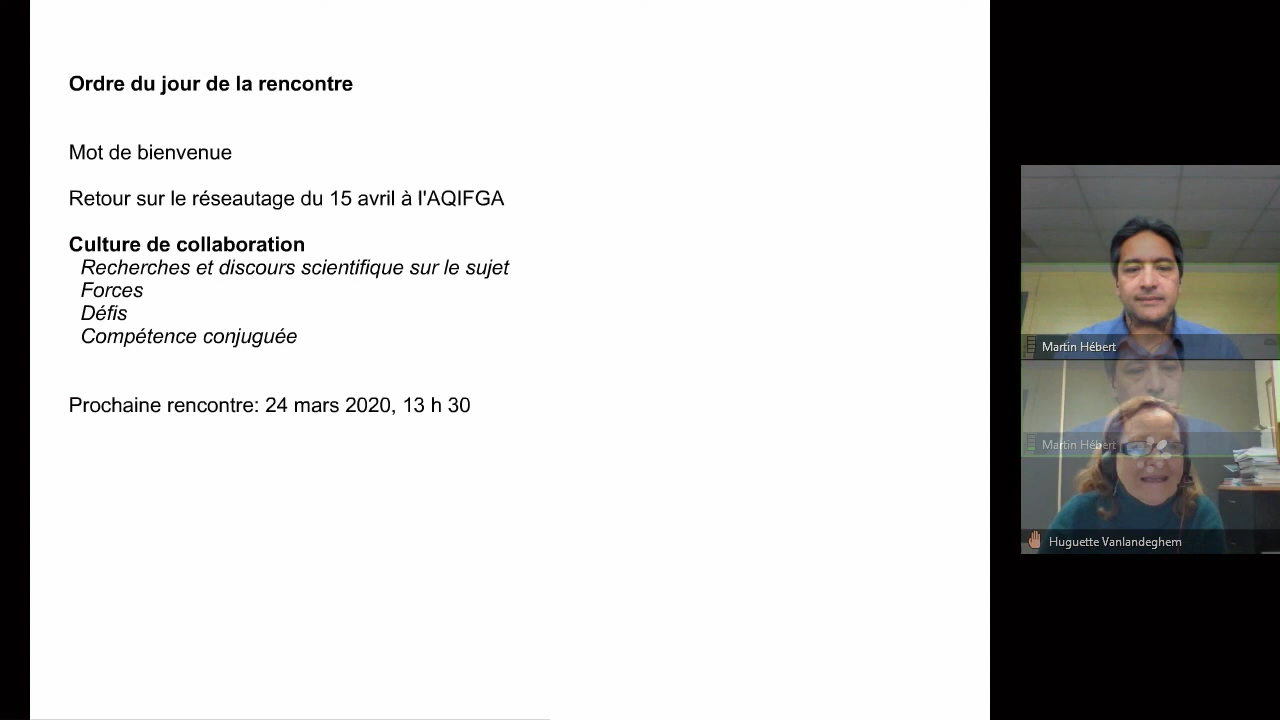 Ordre du jour de la rencontre
Mot de bienvenue
Retour sur le réseautage du 15 avril à l'AQIFGA
Culture de collaboration
Recherches et discours scientifique sur le sujet
Forces
Défis
Compétence conjuguée
Prochaine rencontre: 24 mars 2020, 13 h 30
Martin Hébert
Martin Hébert
Huguette Vanlandeghem